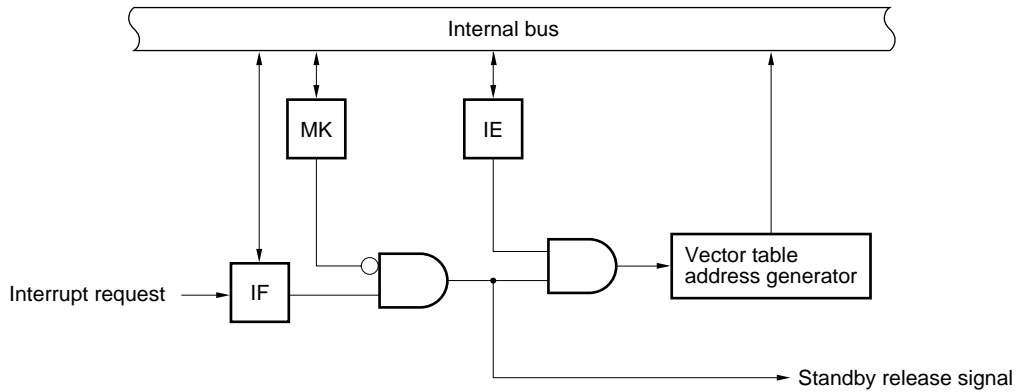 Internal bus
MK
IE
Interrupt request
IF
Vector table
address generator
Standby release signal